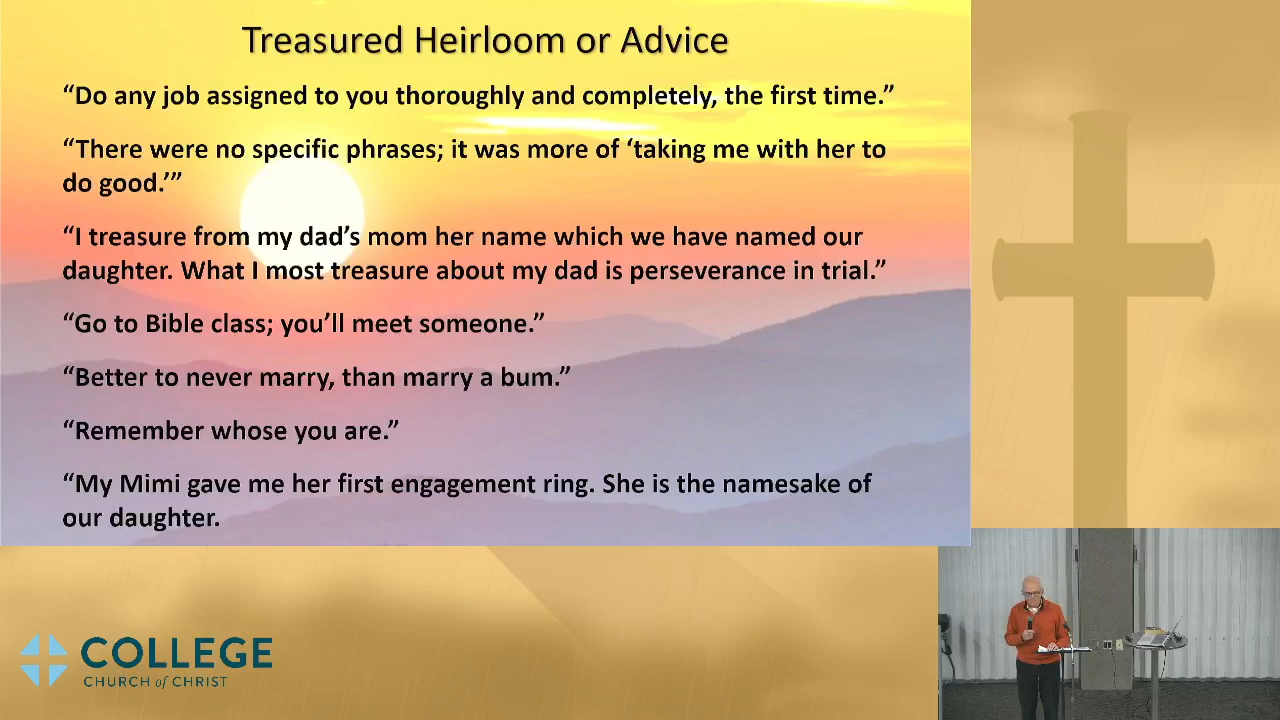 Treasured Heirloom or Advice
“Do any job assigned to you thoroughly and completely, the first time.”
“There were no specific phrases; it was more of ‘taking me with her to
do good.’”
“I treasure from my dad’s mom her name which we have named our
daughter. What I most treasure about my dad is perseverance in trial.”
“Go to Bible class; you’ll meet someone.”
“Better to never marry, than marry a bum.”
“Remember whose you are.”
“My Mimi gave me her first engagement ring. She is the namesake of
our daughter.
COLLEGE
CHURCH of CHRIST